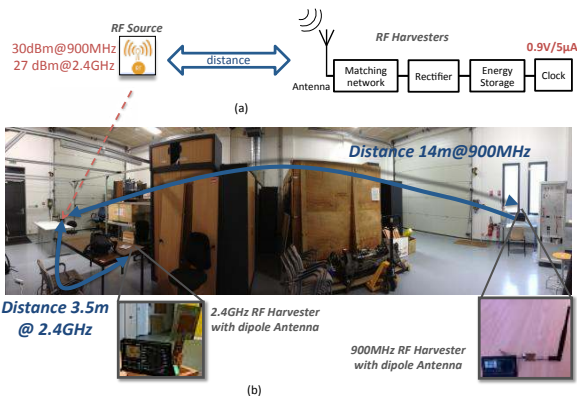 RF Source
30dBm@900MHz
27 dBm@2.4GHz
distance
RF Harvesters
0.9V/5µA
Antenna
Matching
network
Rectifier
Energy
Storage
Clock
(a)
Distance 14m@900MHz
Distance 3.5m
@ 2.4GHz
2.4GHz RF Harvester
with dipole Antenna
900MHz RF Harvester
with dipole Antenna
(b)